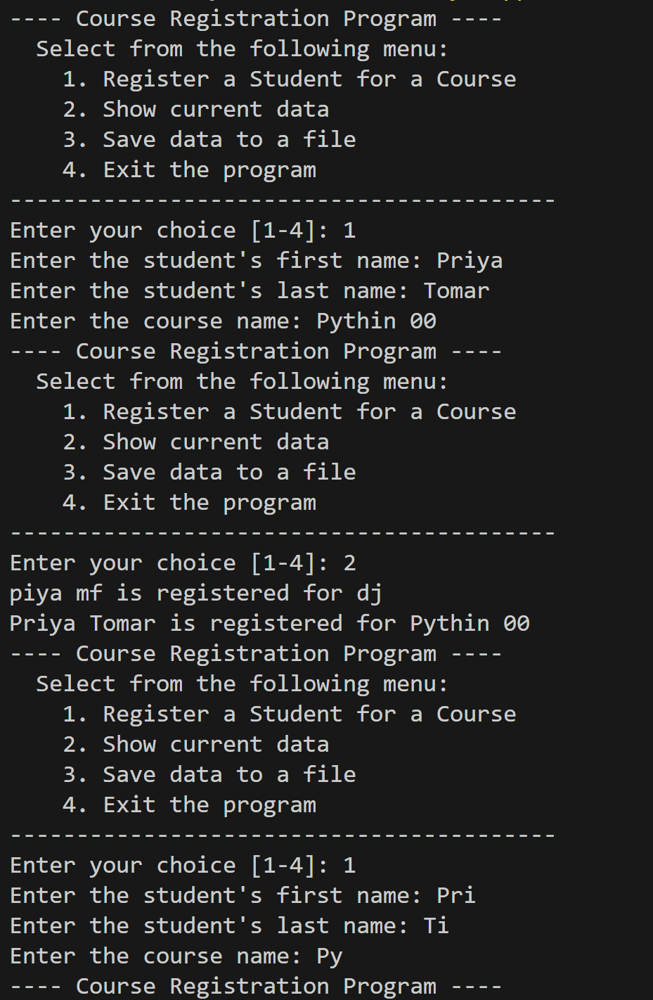 ---- Course Registration Program ----
  Select from the following menu:
    1. Register a Student for a Course
    2. Show current data
    3. Save data to a file
    4. Exit the program
-----------------------------------------
Enter your choice [1-4]: 1
Enter the student's first name: Priya
Enter the student's last name: Tomar
Enter the course name: Pythin 00
---- Course Registration Program ----
  Select from the following menu:
    1. Register a Student for a Course
    2. Show current data
    3. Save data to a file
    4. Exit the program
-----------------------------------------
Enter your choice [1-4]: 2
piya mf is registered for dj
Priya Tomar is registered for Pythin 00
---- Course Registration Program ----
  Select from the following menu:
    1. Register a Student for a Course
    2. Show current data
    3. Save data to a file
    4. Exit the program
-----------------------------------------
Enter your choice [1-4]: 1
Enter the student's first name: Pri
Enter the student's last name: Ti
Enter the course name: Py
---- Course Registration Program ----